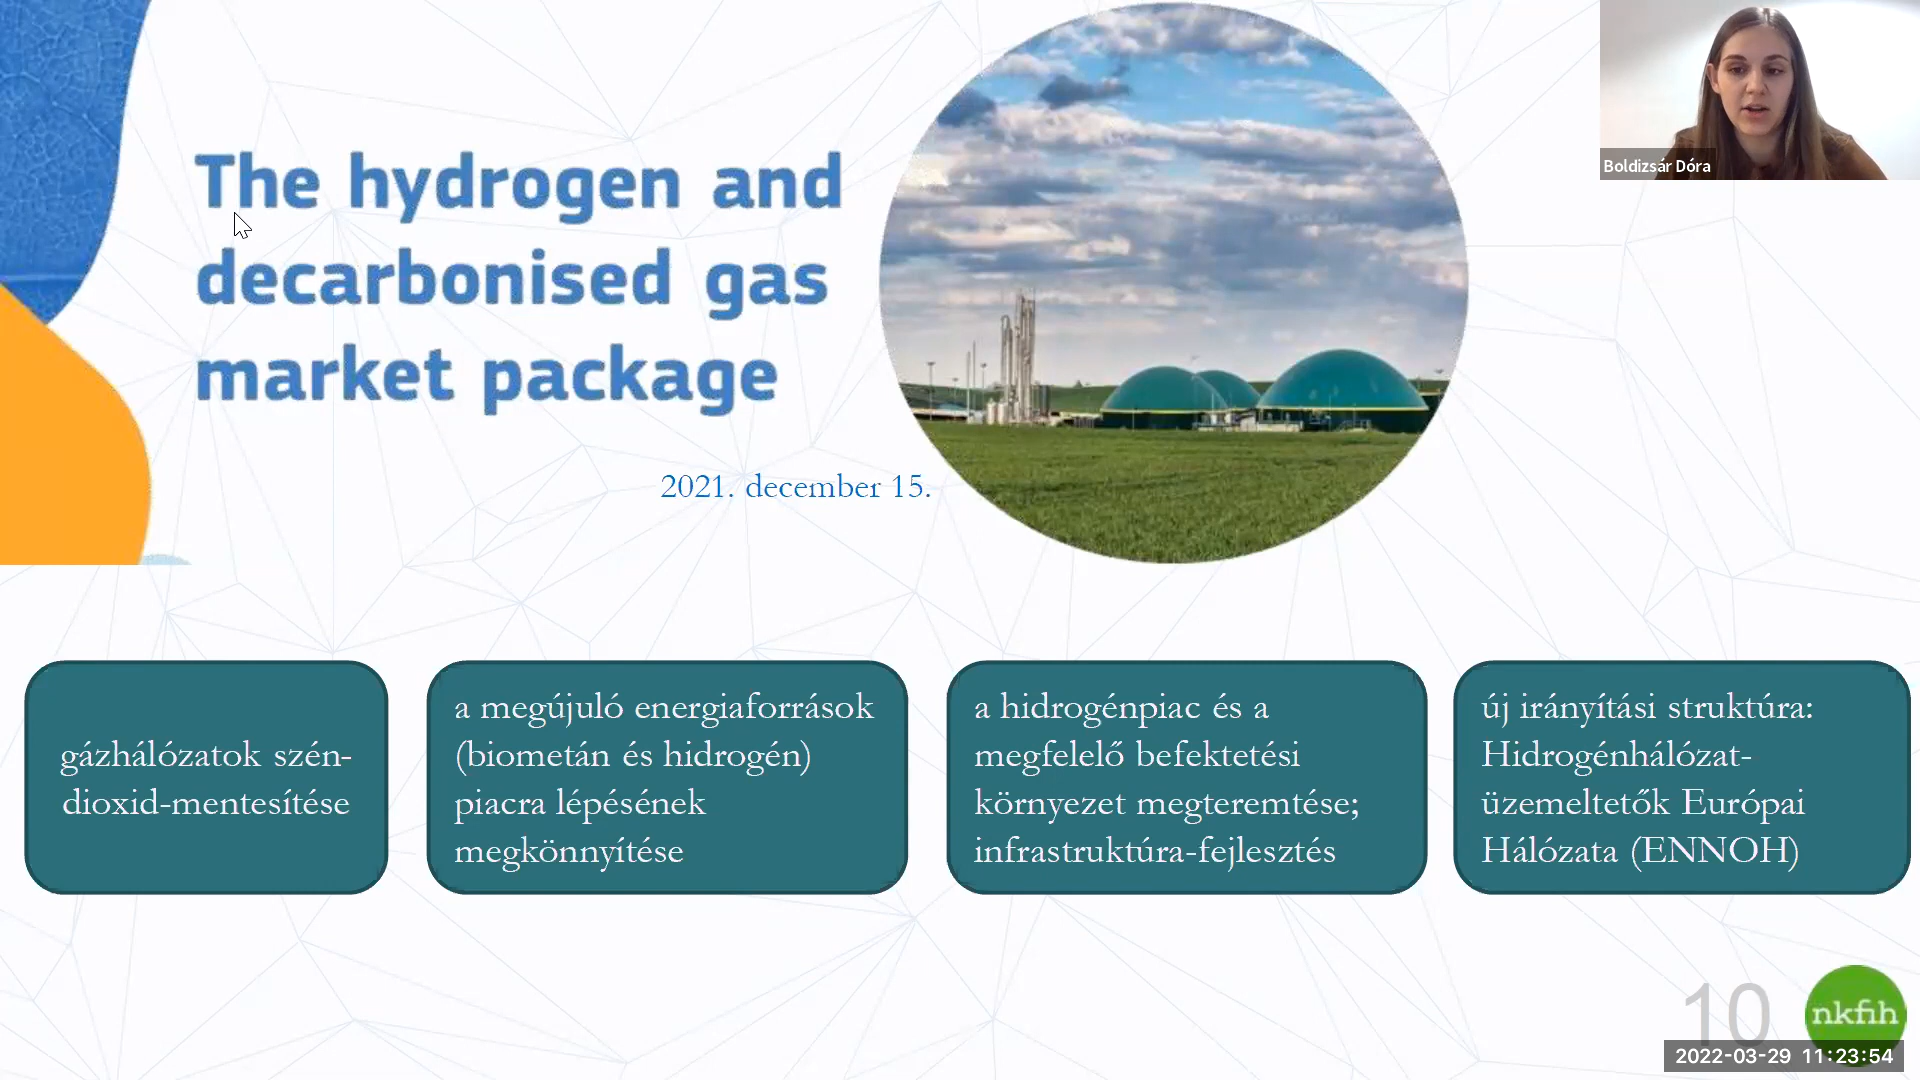 The hydrogen and
decarbonised gas
market package
2021. december 15.
Boldizsár Dóra
gázhálózatok szén-
dioxid-mentesítése
a megújuló energiaforrások
(biometán és hidrogén)
piacra lépésének
megkönnyítése
a hidrogénpiac és a
megfelelő befektetési
környezet megteremtése;
infrastruktúra-fejlesztés
új irányítási struktúra:
Hidrogénhálózat-
üzemeltetők Európai
Hálózata (ENNOH)
10
nkfih
2022-03-29 11:23:54